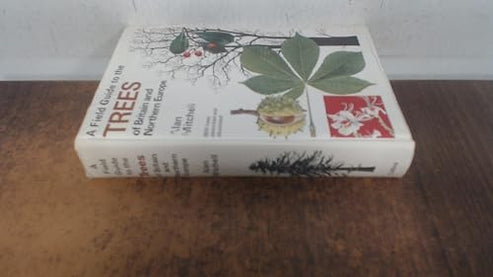 A Field Guide to the
TREES
of Britain and
Northern Europe
Alan
Mitchell
A
Field
Guide
to the
Trees
of Britain
and
Northern
Europe
Alan
Mitchell